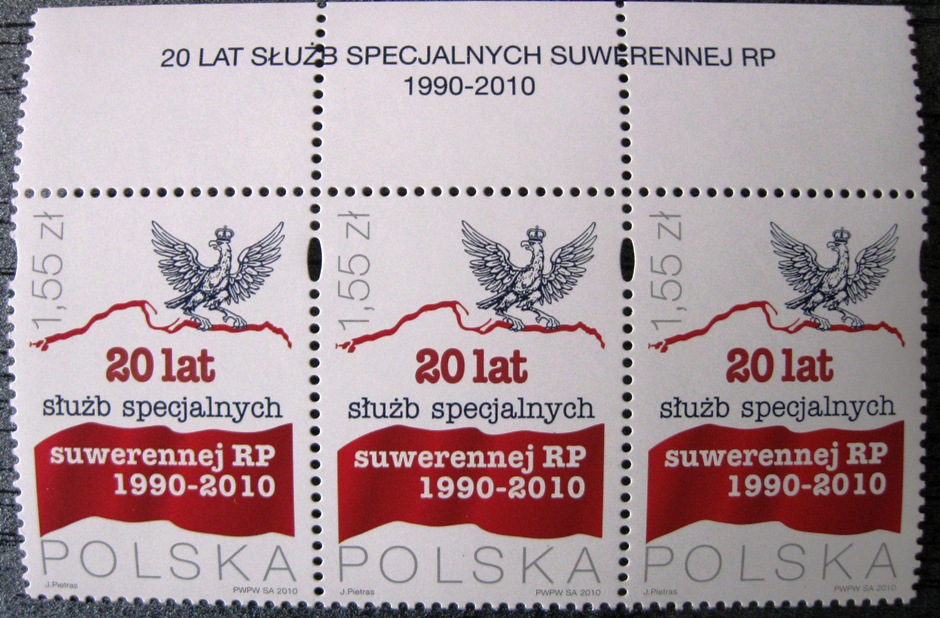 20 LAT SŁUŻB SPECJALNYCH SUWERENNEJ RP
1990-2010
1,55 zł
20 lat
służb specjalnych
suwerennej RP
1990-2010
POLSKA
J.Pietras
PWPW SA 2010
1,55 zł
20 lat
służb specjalnych
suwerennej RP
1990-2010
POLSKA
J.Pietras
PWPW SA 2010
1,55 zł
20 lat
służb specjalnych
suwerennej RP
1990-2010
POLSKA
J.Pietras
PWPW SA 2010